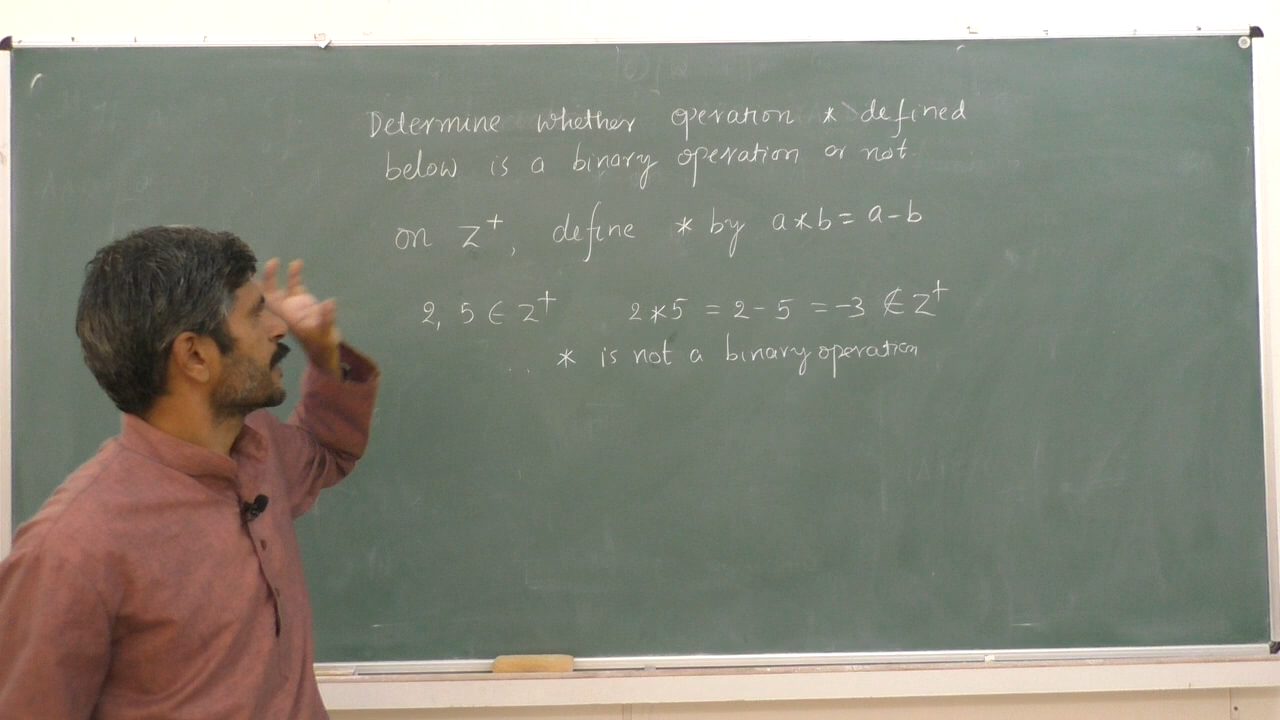 Determine whether operation * defined
below is a binary operation or not
on Z⁺, define * by a*b = a-b
2, 5 ∈ Z⁺ 2*5 = 2-5 = -3 ∉ Z⁺
* is not a binary operation